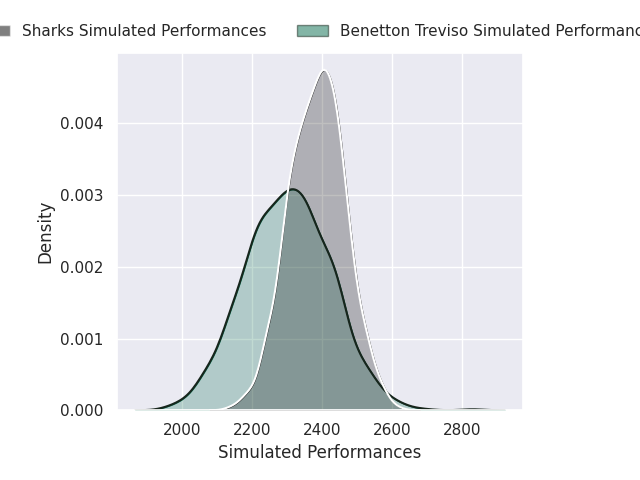 Sharks Simulated Performances
Benetton Treviso Simulated
0.004
0.003
0.002
0.001
0.000
Density
2000 2200 2400 2600 2800
Simulated Performances